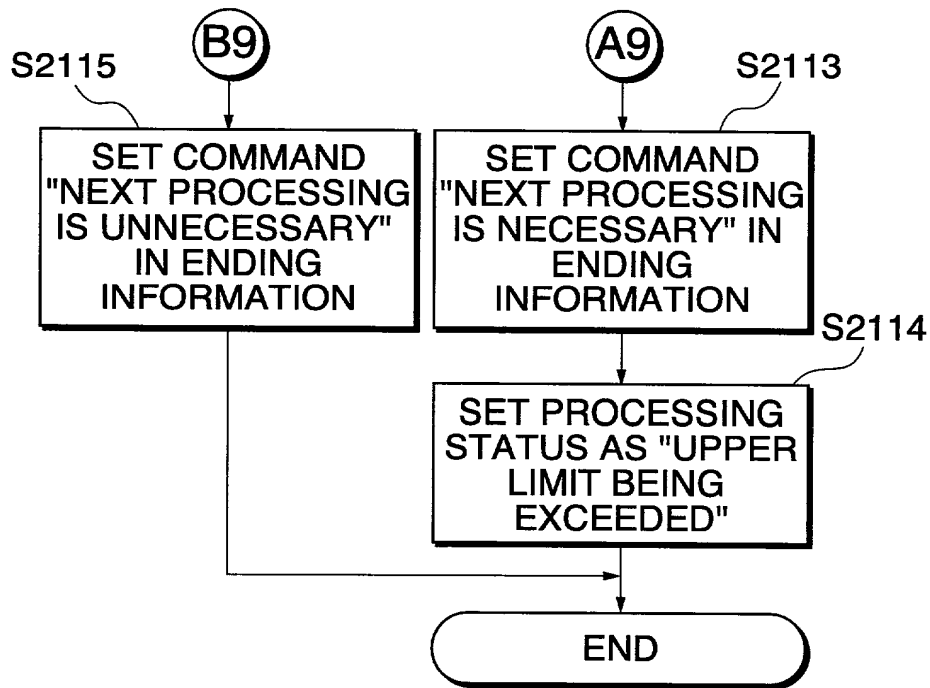 B9
A9
S2115
S2113
SET COMMAND
"NEXT PROCESSING
IS UNNECESSARY"
IN ENDING
INFORMATION
SET COMMAND
"NEXT PROCESSING
IS NECESSARY" IN
ENDING
INFORMATION
S2114
SET PROCESSING
STATUS AS "UPPER
LIMIT BEING
EXCEEDED"
END